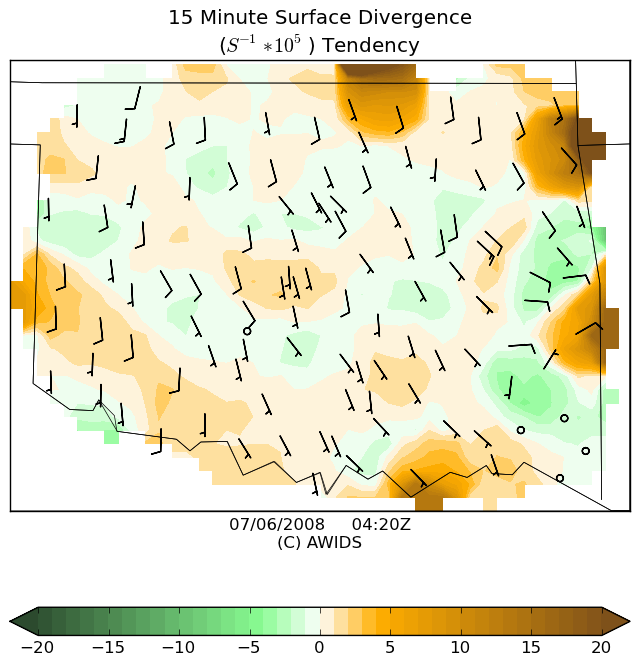 15 Minute Surface Divergence
($S^{-1} * 10^5$ ) Tendency
07/06/2008 04:20Z
(C) AWIDS
−20 −15 −10 −5 0 5 10 15 20